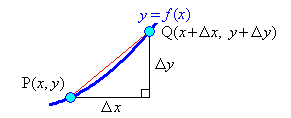 y = f(x)
Q(x+Δx, y+Δy)
Δy
P(x, y)
Δx